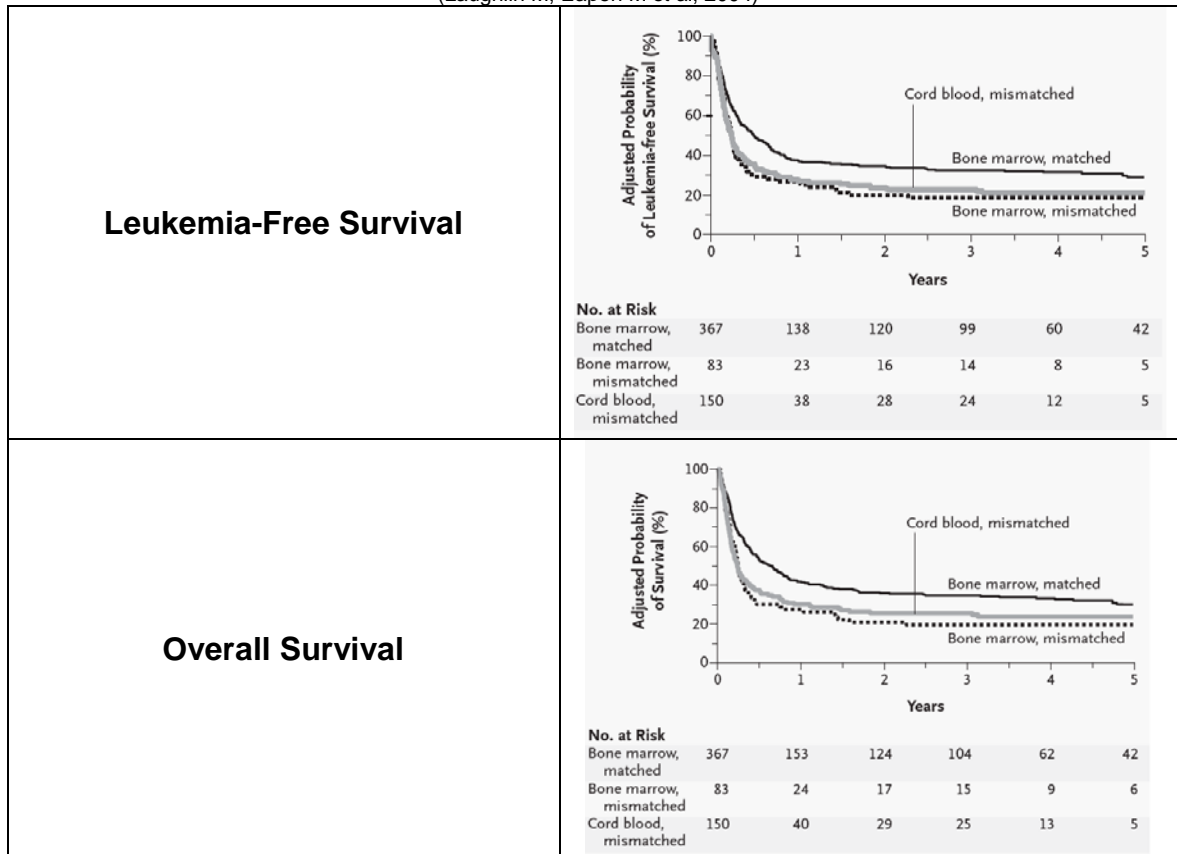 Leukemia-Free Survival
Adjusted Probability
of Leukemia-free Survival (%)
100
80
60
40
20
0
Cord blood, mismatched
Bone marrow, matched
Bone marrow, mismatched
0 1 2 3 4 5
Years
No. at Risk
Bone marrow, 367 138 120 99 60 42
matched
Bone marrow, 83 23 16 14 8 5
mismatched
Cord blood, 150 38 28 24 12 5
mismatched
Overall Survival
Adjusted Probability
of Survival (%)
100
80
60
40
20
0
Cord blood, mismatched
Bone marrow, matched
Bone marrow, mismatched
0 1 2 3 4 5
Years
No. at Risk
Bone marrow, 367 153 124 104 62 42
matched
Bone marrow, 83 24 17 15 9 6
mismatched
Cord blood, 150 40 29 25 13 5
mismatched